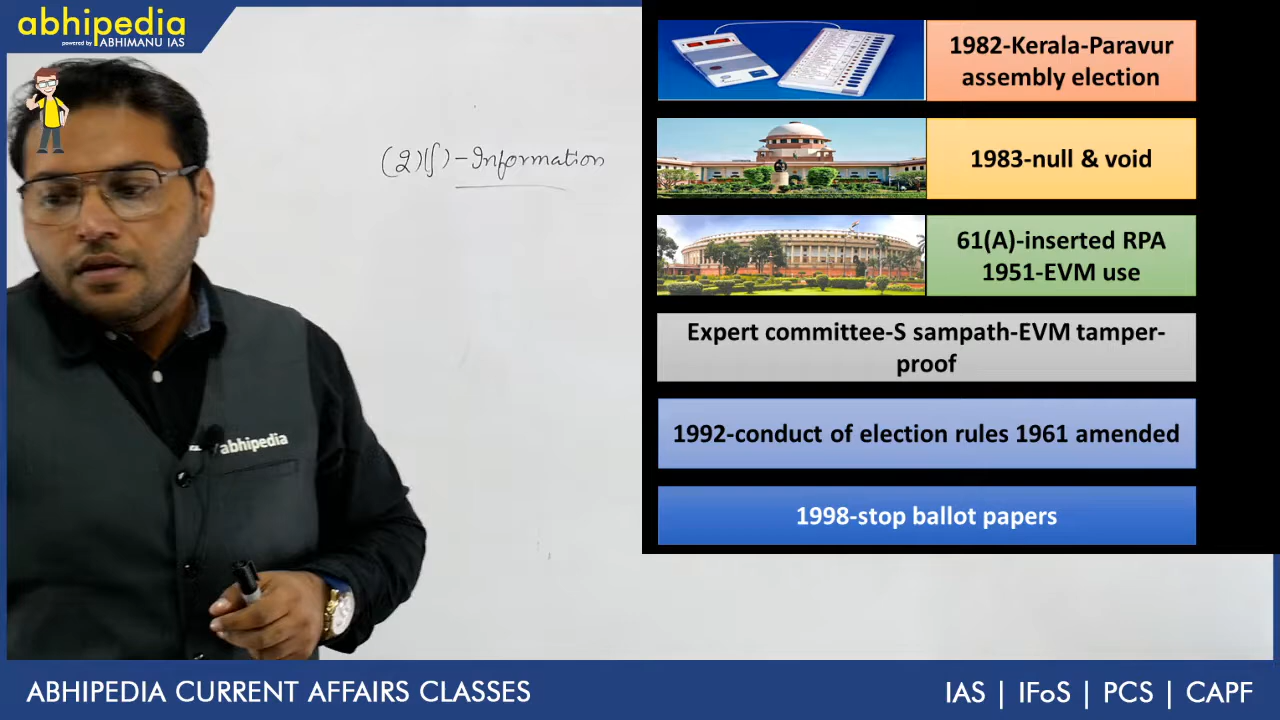 abhipedia
powered by ABHIMANU IAS
(2)(f) - Information
abhipedia
1982-Kerala-Paravur
assembly election
1983-null & void
61(A)-inserted RPA
1951-EVM use
Expert committee-S sampath-EVM tamper-
proof
1992-conduct of election rules 1961 amended
1998-stop ballot papers
ABHIPEDIA CURRENT AFFAIRS CLASSES
IAS | IFoS | PCS | CAPF